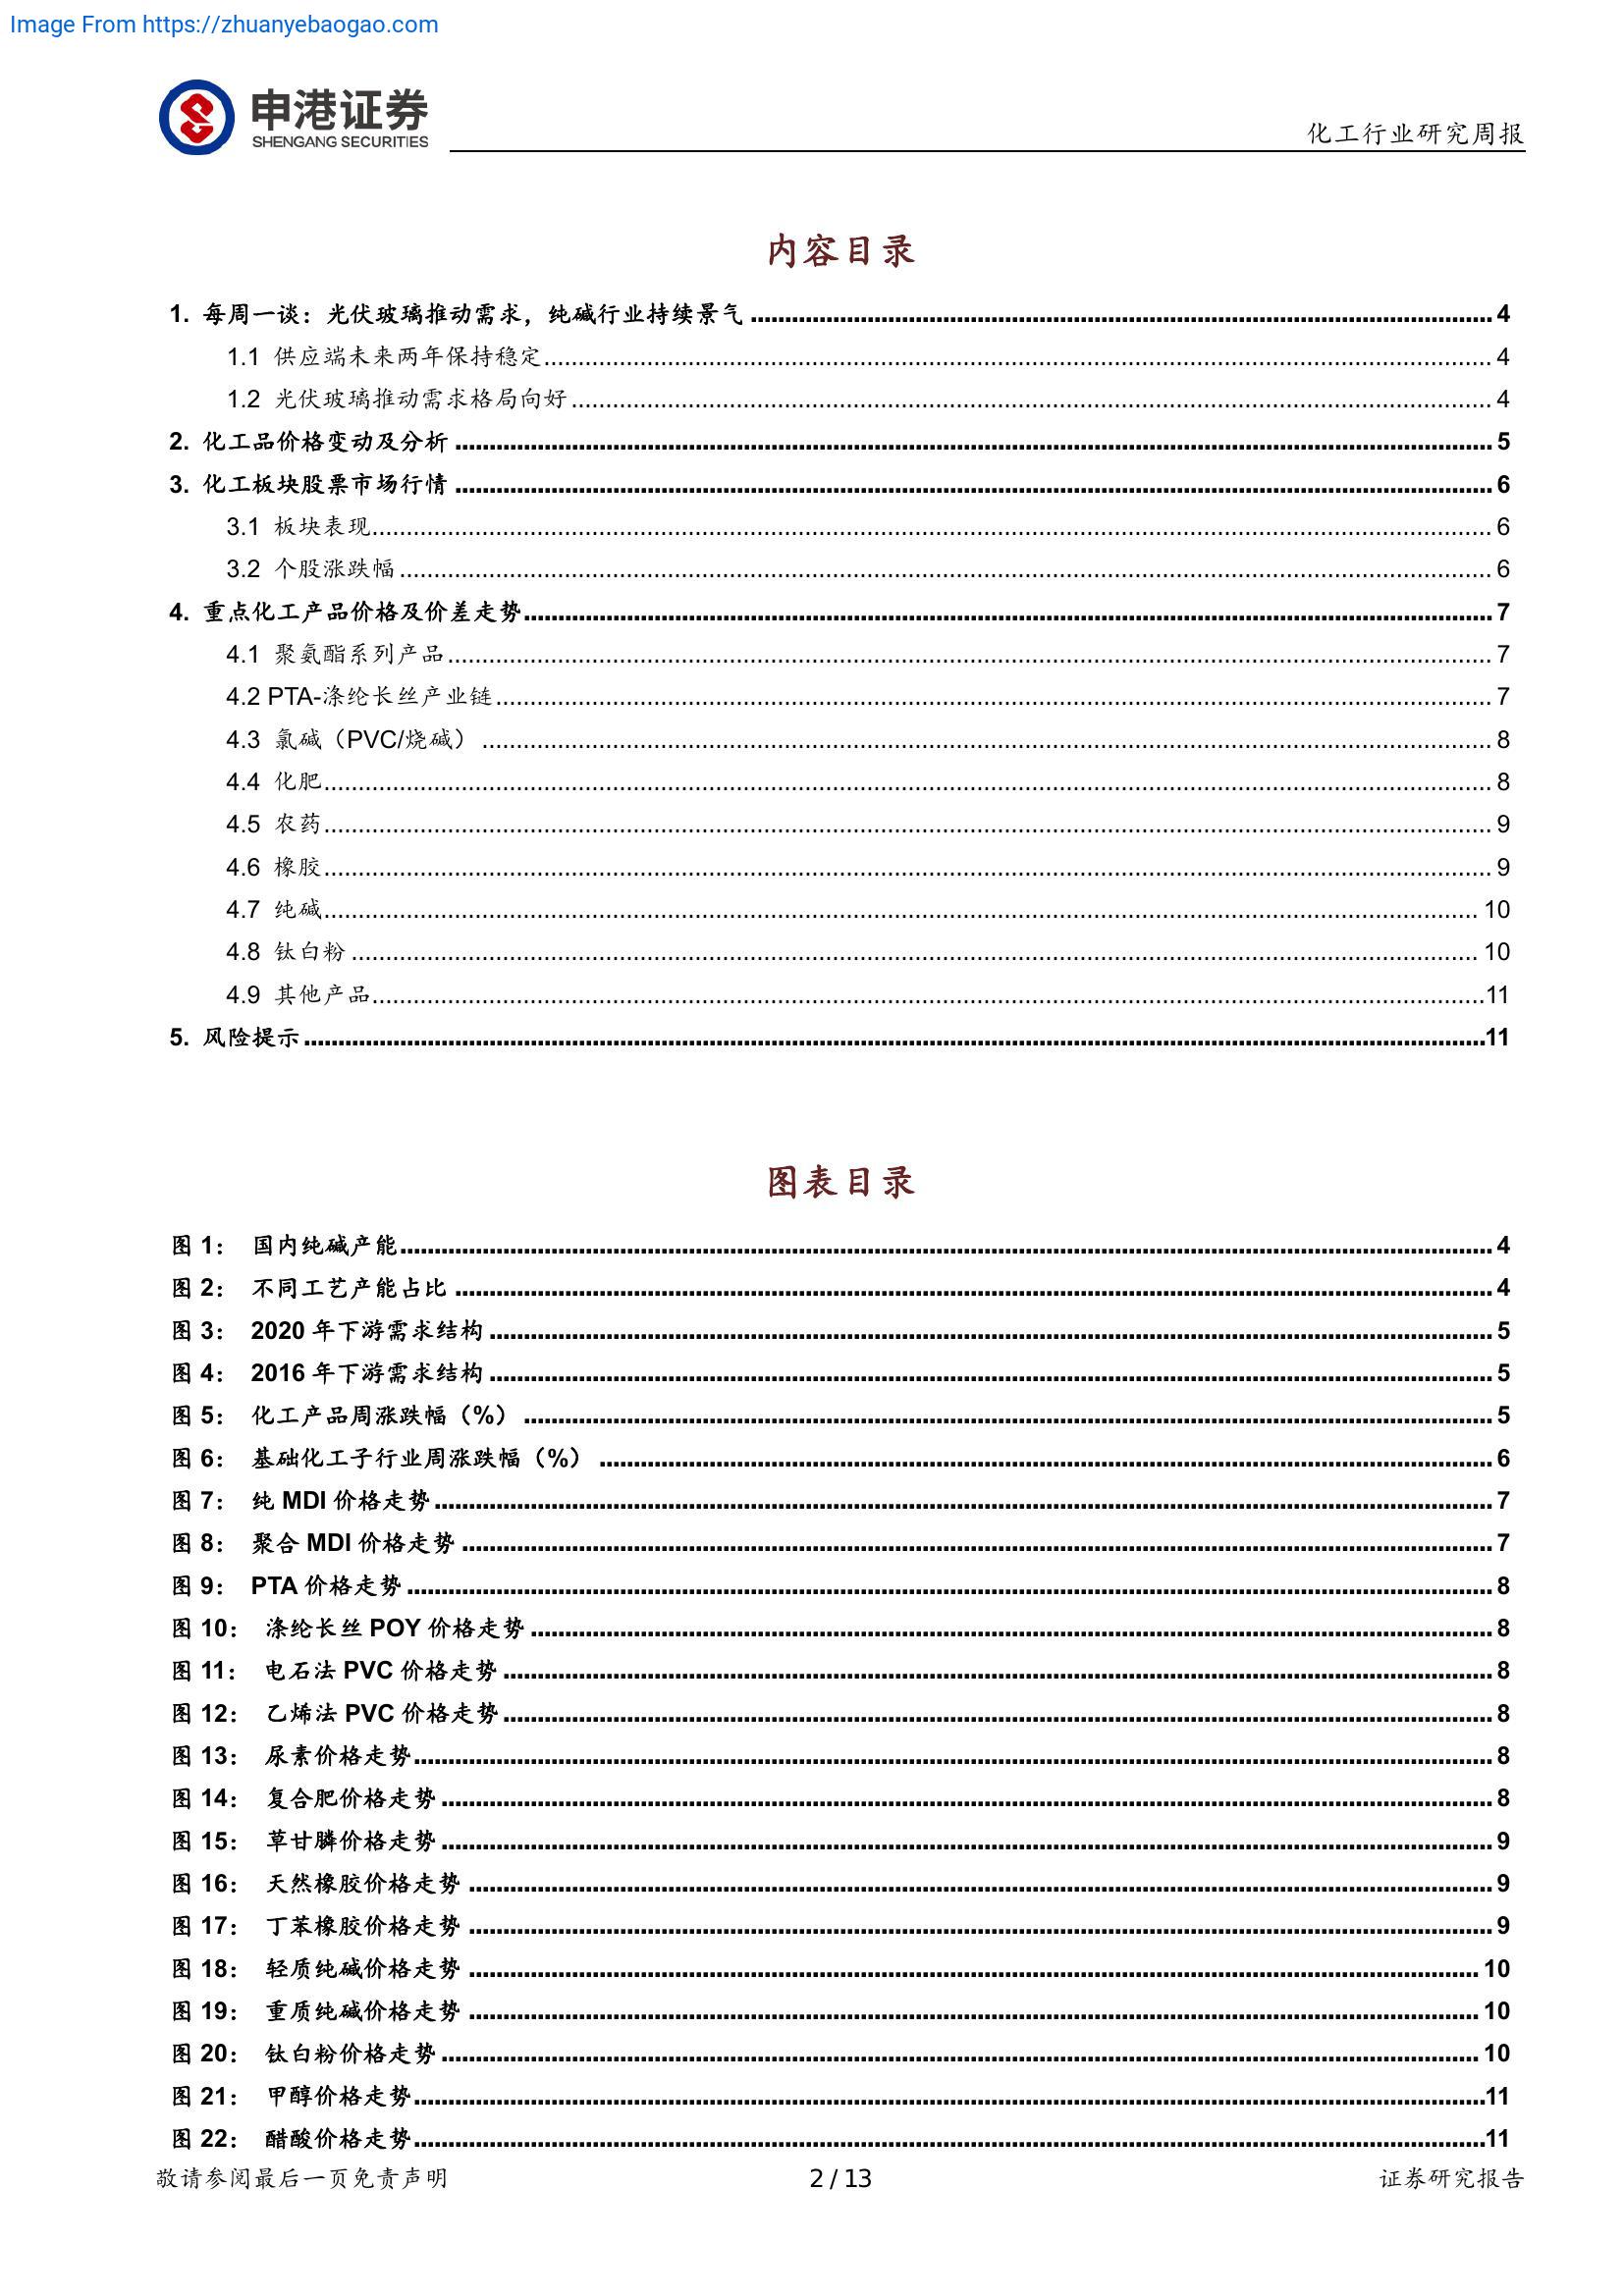 Image From https://zhuanyebaogao.com
申港证券
SHENGANG SECURITIES
化工行业研究周报
内容目录
1. 每周一谈：光伏玻璃推动需求，纯碱行业持续景气 4
1.1 供应端未来两年保持稳定 4
1.2 光伏玻璃推动需求格局向好 4
2. 化工品价格变动及分析 5
3. 化工板块股票市场行情 6
3.1 板块表现 6
3.2 个股涨跌幅 6
4. 重点化工产品价格及价差走势 7
4.1 聚氨酯系列产品 7
4.2 PTA-涤纶长丝产业链 7
4.3 氯碱（PVC/烧碱） 8
4.4 化肥 8
4.5 农药 9
4.6 橡胶 9
4.7 纯碱 10
4.8 钛白粉 10
4.9 其他产品 11
5. 风险提示 11
图表目录
图 1： 国内纯碱产能 4
图 2： 不同工艺产能占比 4
图 3： 2020 年下游需求结构 5
图 4： 2016 年下游需求结构 5
图 5： 化工产品周涨跌幅（%） 5
图 6： 基础化工子行业周涨跌幅（%） 6
图 7： 纯 MDI 价格走势 7
图 8： 聚合 MDI 价格走势 7
图 9： PTA 价格走势 8
图 10： 涤纶长丝 POY 价格走势 8
图 11： 电石法 PVC 价格走势 8
图 12： 乙烯法 PVC 价格走势 8
图 13： 尿素价格走势 8
图 14： 复合肥价格走势 8
图 15： 草甘膦价格走势 9
图 16： 天然橡胶价格走势 9
图 17： 丁苯橡胶价格走势 9
图 18： 轻质纯碱价格走势 10
图 19： 重质纯碱价格走势 10
图 20： 钛白粉价格走势 10
图 21： 甲醇价格走势 11
图 22： 醋酸价格走势 11
敬请参阅最后一页免责声明 2 / 13 证券研究报告